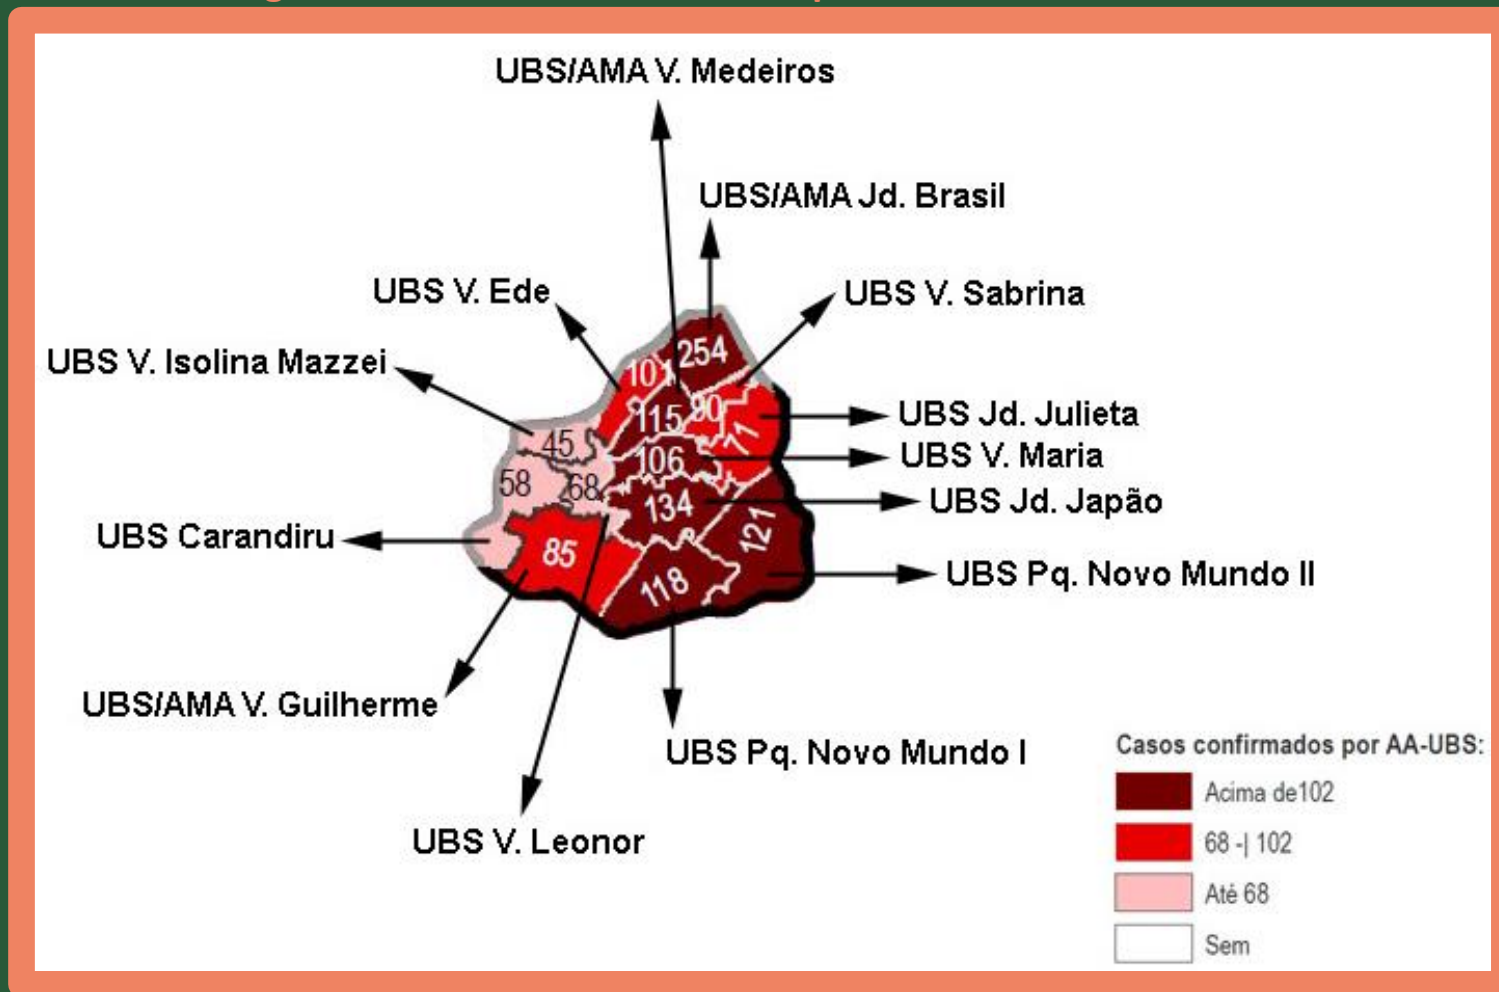 UBS/AMA V. Medeiros
UBS/AMA Jd. Brasil
UBS V. Ede
UBS V. Sabrina
UBS V. Isolina Mazzei
254
101
115
90
71
UBS Jd. Julieta
45
106
UBS V. Maria
58
68
134
121
UBS Jd. Japão
UBS Carandiru
85
118
UBS Pq. Novo Mundo II
UBS/AMA V. Guilherme
UBS Pq. Novo Mundo I
UBS V. Leonor
Casos confirmados por AA-UBS:
Acima de102
68 -| 102
Até 68
Sem